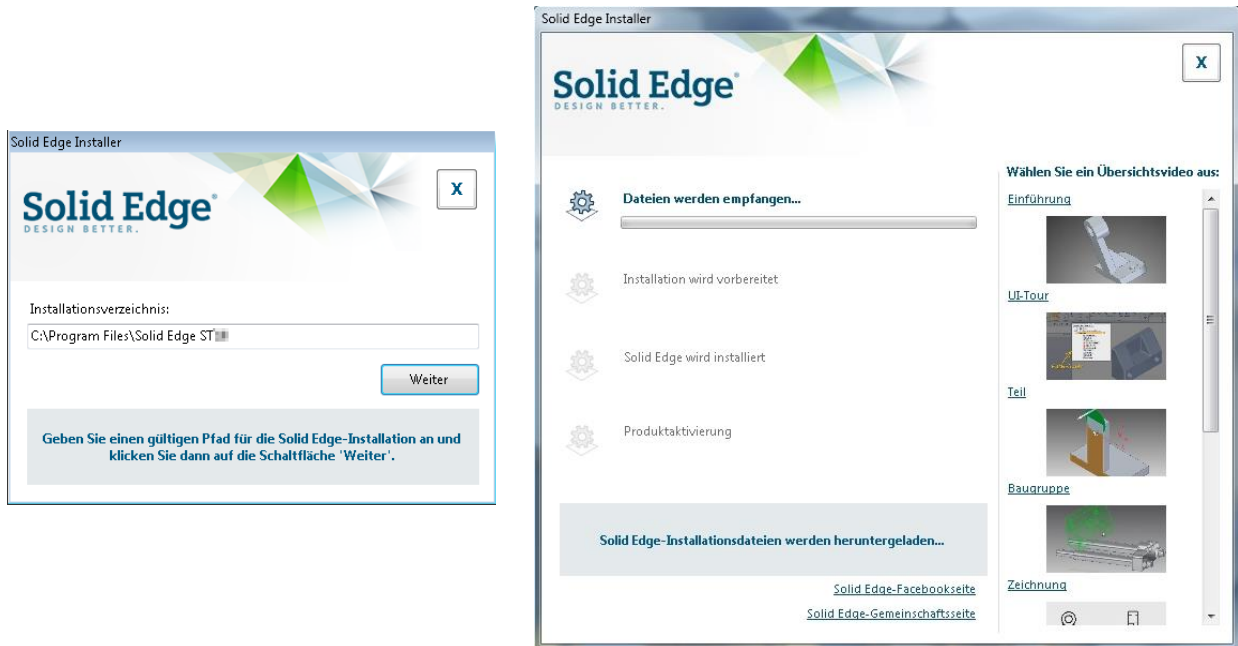 Solid Edge Installer
Solid Edge®
DESIGN BETTER.
X
Installationsverzeichnis:
C:\Program Files\Solid Edge ST
Weiter
Geben Sie einen gültigen Pfad für die Solid Edge-Installation an und
klicken Sie dann auf die Schaltfläche 'Weiter'.
Solid Edge Installer
Solid Edge®
DESIGN BETTER.
X
Dateien werden empfangen...
Installation wird vorbereitet
Solid Edge wird installiert
Produktaktivierung
Solid Edge-Installationsdateien werden heruntergeladen...
Solid Edge-Facebookseite
Solid Edge-Gemeinschaftsseite
Wählen Sie ein Übersichtsvideo aus:
Einführung
UI-Tour
Teil
Baugruppe
Zeichnung